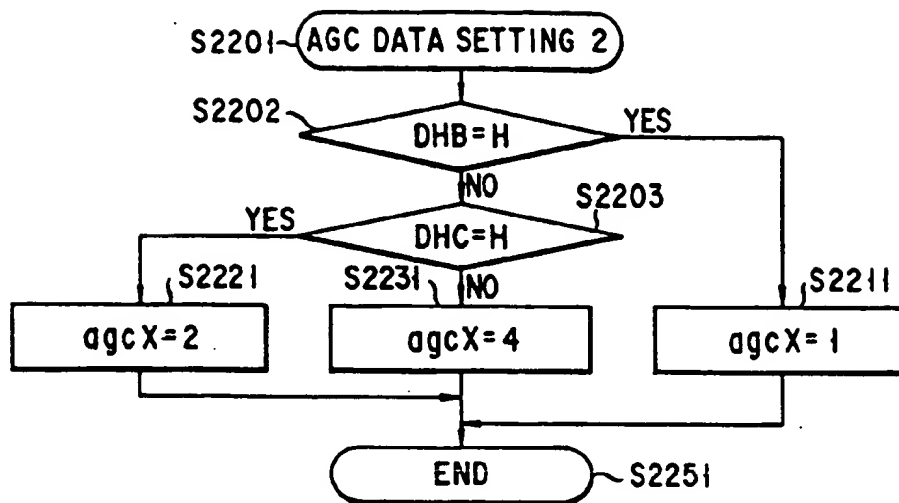 S2201
AGC DATA SETTING 2
S2202
DHB=H
YES
NO
S2203
YES
DHC=H
S2221
S2231
NO
S2211
agcX=2
agcX=4
agcX=1
END
S2251